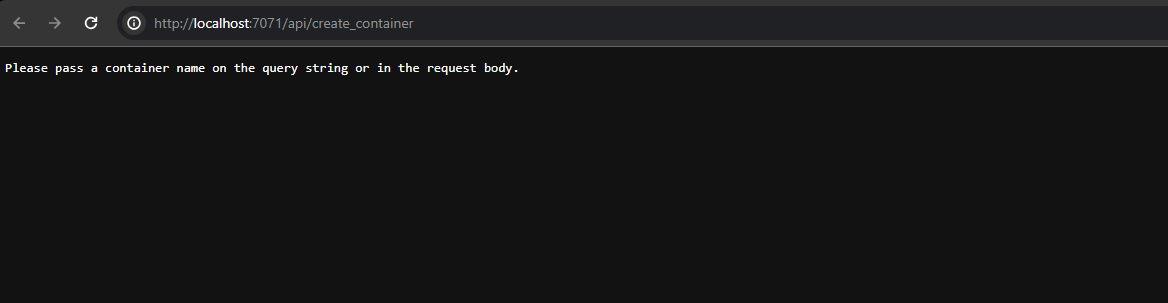 http://localhost:7071/api/create_container
Please pass a container name on the query string or in the request body.